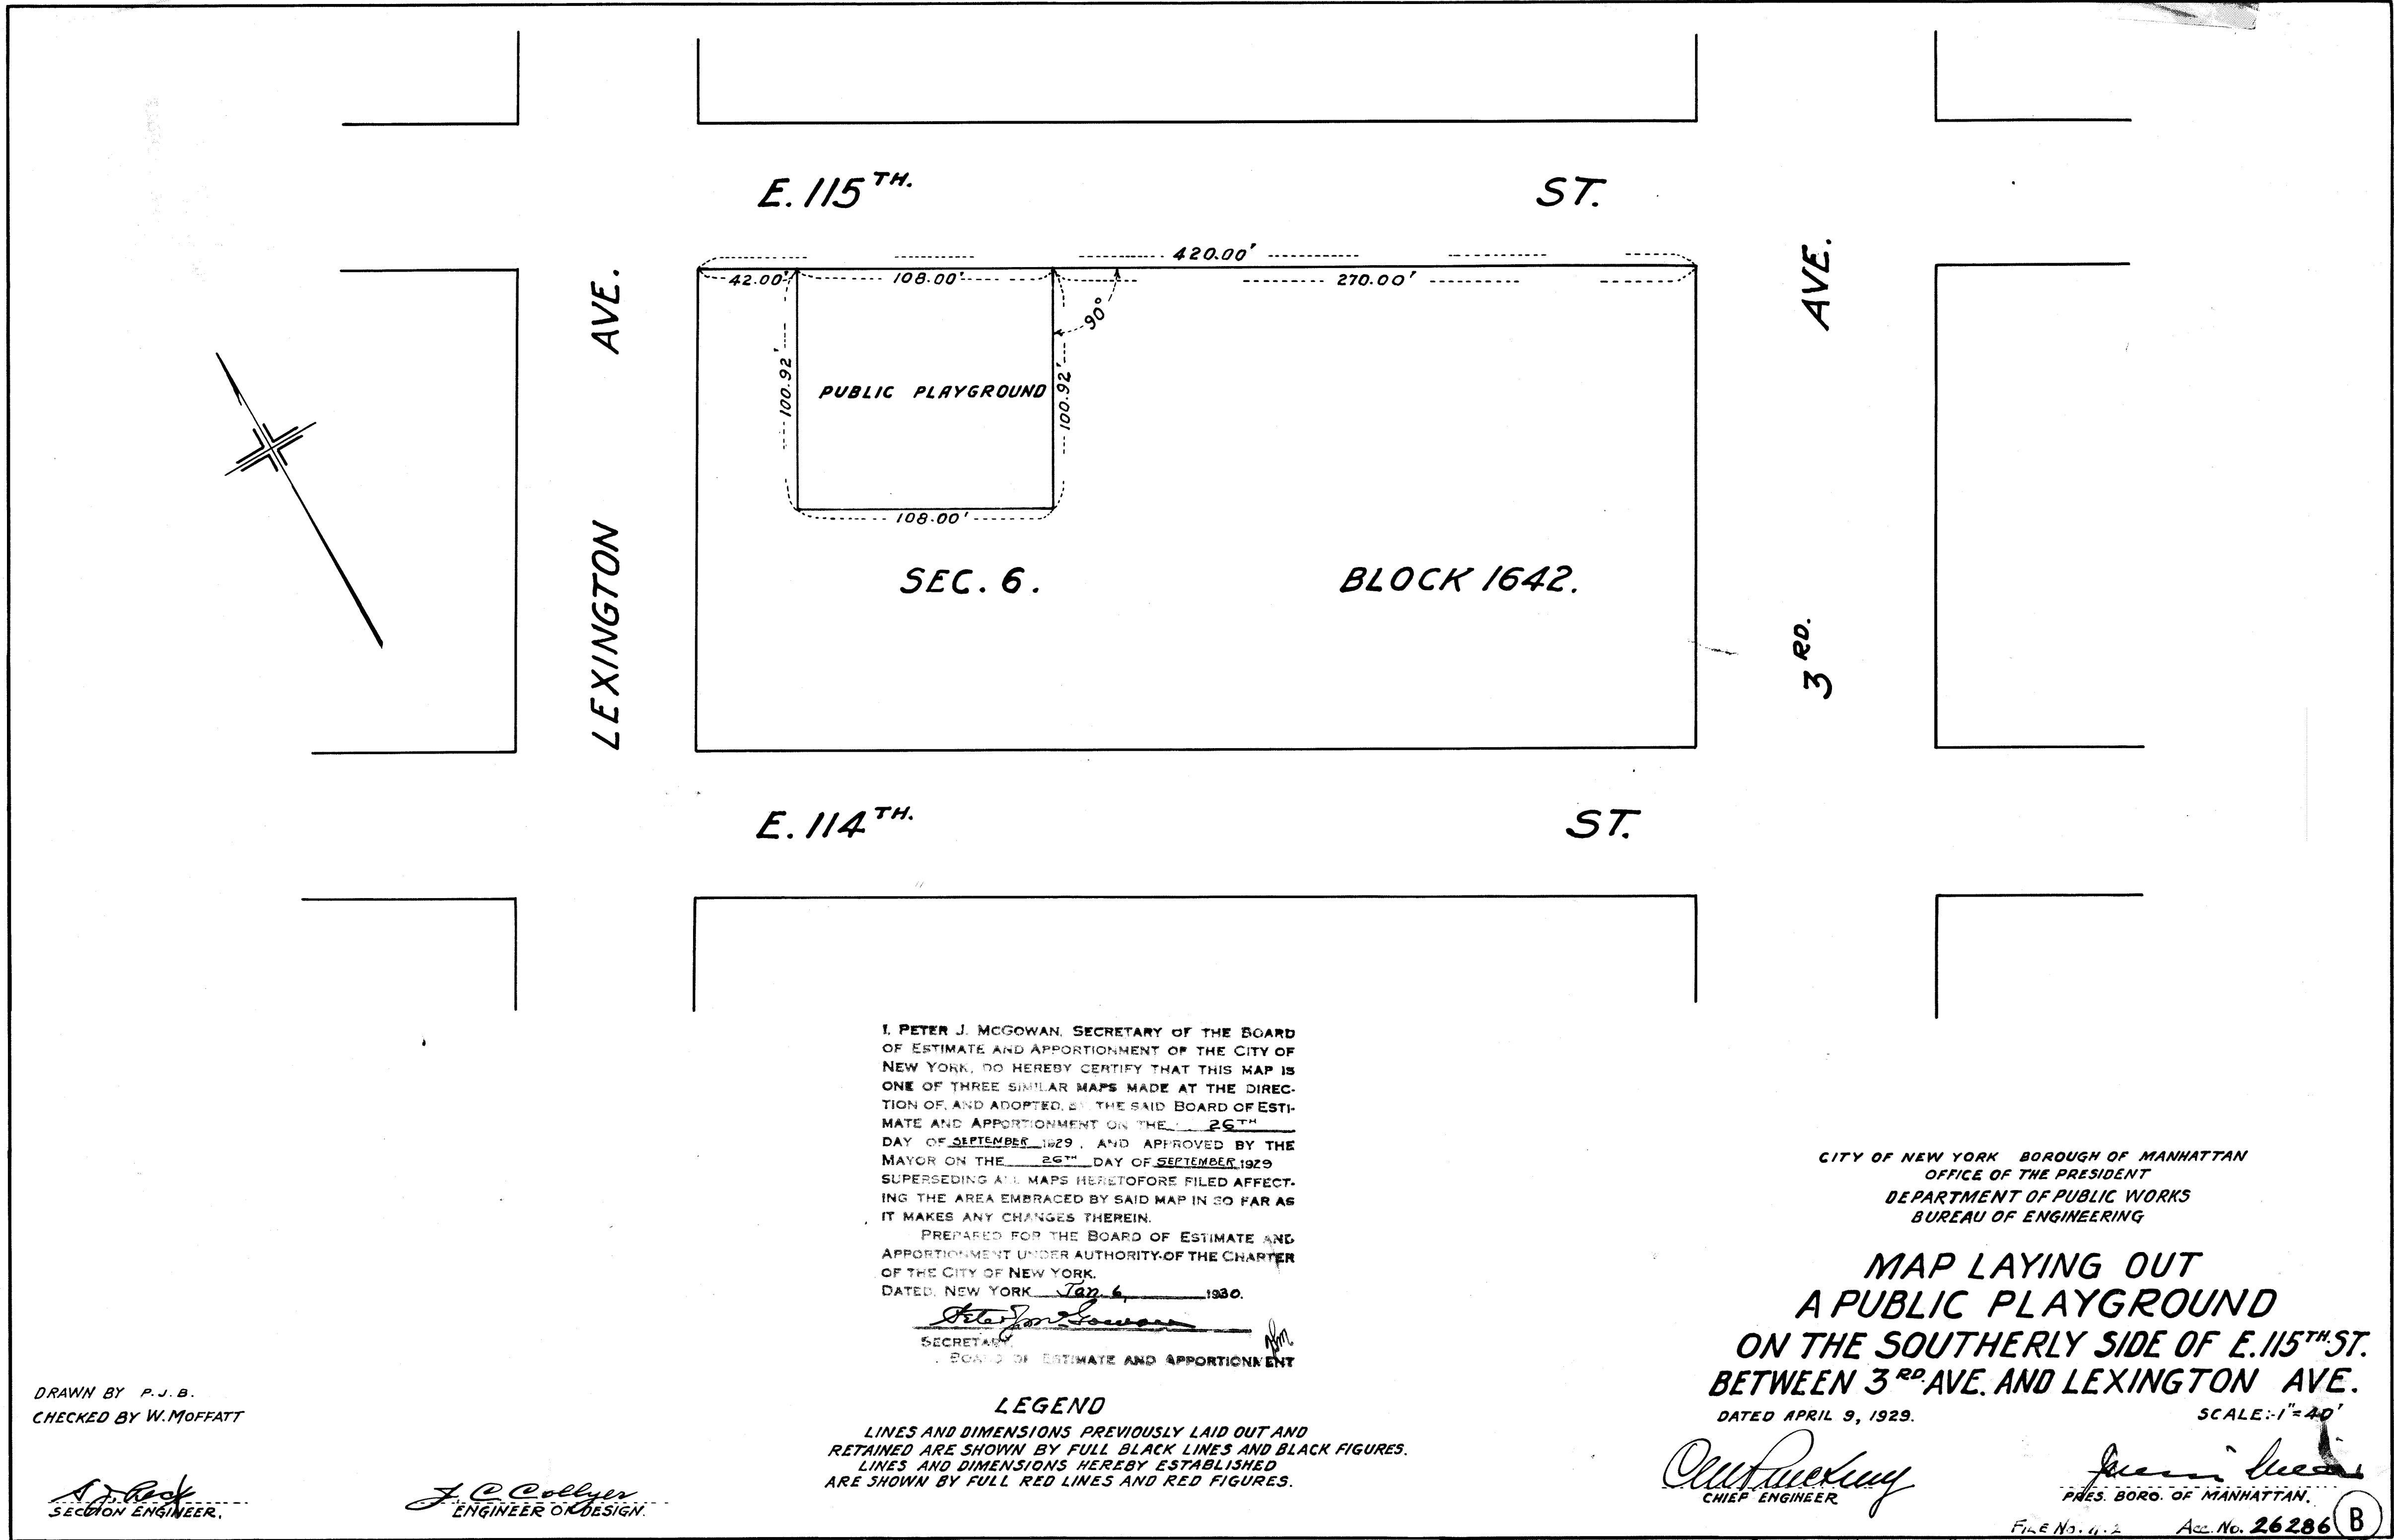 E. 115TH. ST.
420.00'
42.00' 108.00' 270.00'
90°
100.92' 100.92'
PUBLIC PLAYGROUND
108.00'
LEXINGTON AVE.
3RD. AVE.
SEC. 6. BLOCK 1642.
E. 114TH. ST.
I, PETER J. MCGOWAN, SECRETARY OF THE BOARD
OF ESTIMATE AND APPORTIONMENT OF THE CITY OF
NEW YORK, DO HEREBY CERTIFY THAT THIS MAP IS
ONE OF THREE SIMILAR MAPS MADE AT THE DIREC-
TION OF, AND ADOPTED, BY THE SAID BOARD OF ESTI-
MATE AND APPORTIONMENT ON THE 26TH
DAY OF SEPTEMBER 1929, AND APPROVED BY THE
MAYOR ON THE 26TH DAY OF SEPTEMBER 1929
SUPERSEDING ALL MAPS HERETOFORE FILED AFFECT-
ING THE AREA EMBRACED BY SAID MAP IN SO FAR AS
IT MAKES ANY CHANGES THEREIN.
PREPARED FOR THE BOARD OF ESTIMATE AND
APPORTIONMENT UNDER AUTHORITY OF THE CHARTER
OF THE CITY OF NEW YORK.
DATED, NEW YORK Jan. 6, 1930.
Peter J. McGowan
SECRETARY
BOARD OF ESTIMATE AND APPORTIONMENT
LEGEND
LINES AND DIMENSIONS PREVIOUSLY LAID OUT AND
RETAINED ARE SHOWN BY FULL BLACK LINES AND BLACK FIGURES.
LINES AND DIMENSIONS HEREBY ESTABLISHED
ARE SHOWN BY FULL RED LINES AND RED FIGURES.
DRAWN BY P.J.B.
CHECKED BY W. MOFFATT
SECTION ENGINEER.
J. C. Collyer
ENGINEER OF DESIGN.
CITY OF NEW YORK BOROUGH OF MANHATTAN
OFFICE OF THE PRESIDENT
DEPARTMENT OF PUBLIC WORKS
BUREAU OF ENGINEERING
MAP LAYING OUT
A PUBLIC PLAYGROUND
ON THE SOUTHERLY SIDE OF E. 115TH. ST.
BETWEEN 3RD. AVE. AND LEXINGTON AVE.
DATED APRIL 9, 1929. SCALE:-1"=40'
CHIEF ENGINEER
PRES. BORO. OF MANHATTAN.
FILE No. Acc. No. 26286 B